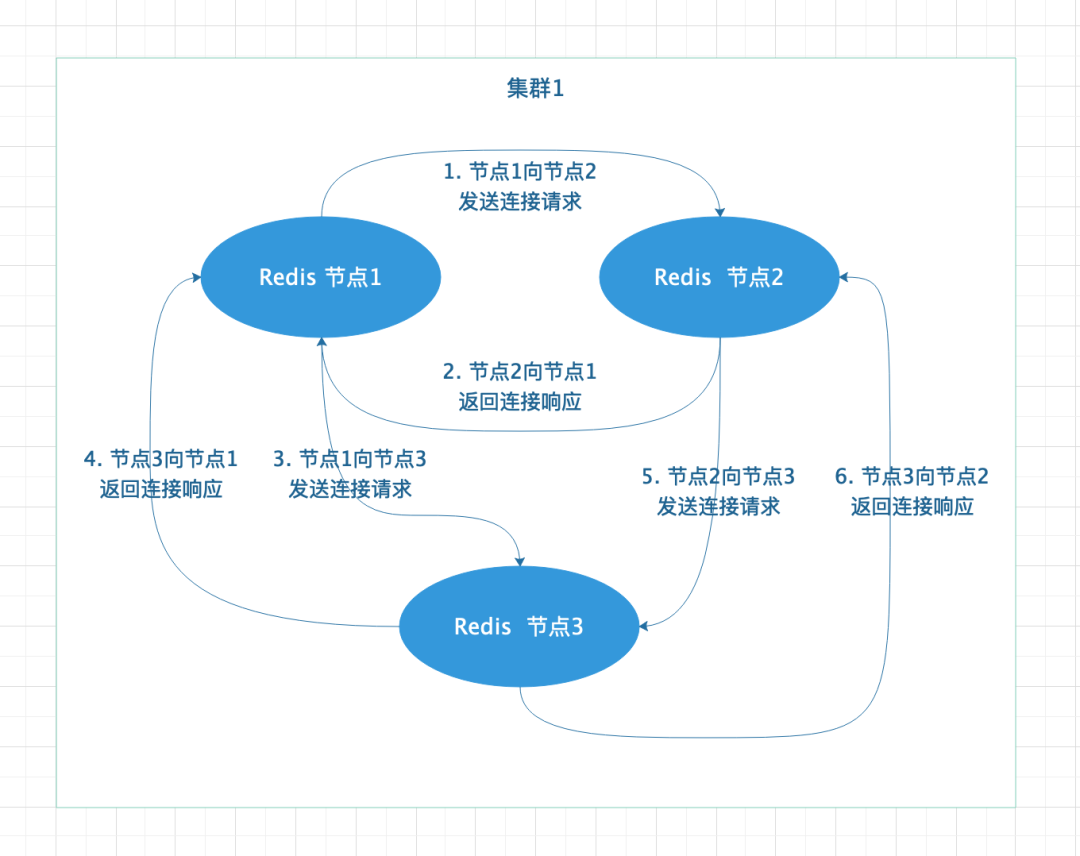 集群1
1. 节点1向节点2
发送连接请求
Redis 节点1
Redis 节点2
2. 节点2向节点1
返回连接响应
4. 节点3向节点1
返回连接响应
3. 节点1向节点3
发送连接请求
5. 节点2向节点3
发送连接请求
6. 节点3向节点2
返回连接响应
Redis 节点3